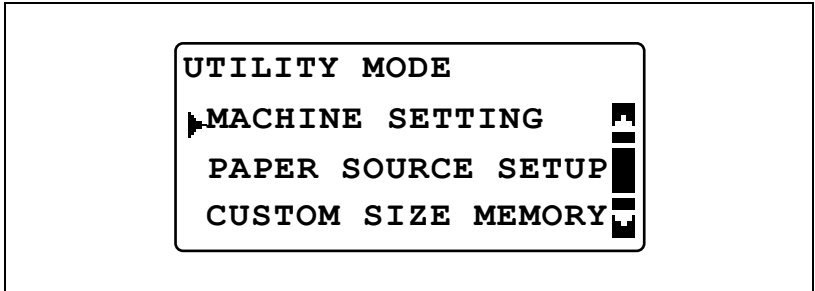 UTILITY MODE
MACHINE SETTING
PAPER SOURCE SETUP
CUSTOM SIZE MEMORY